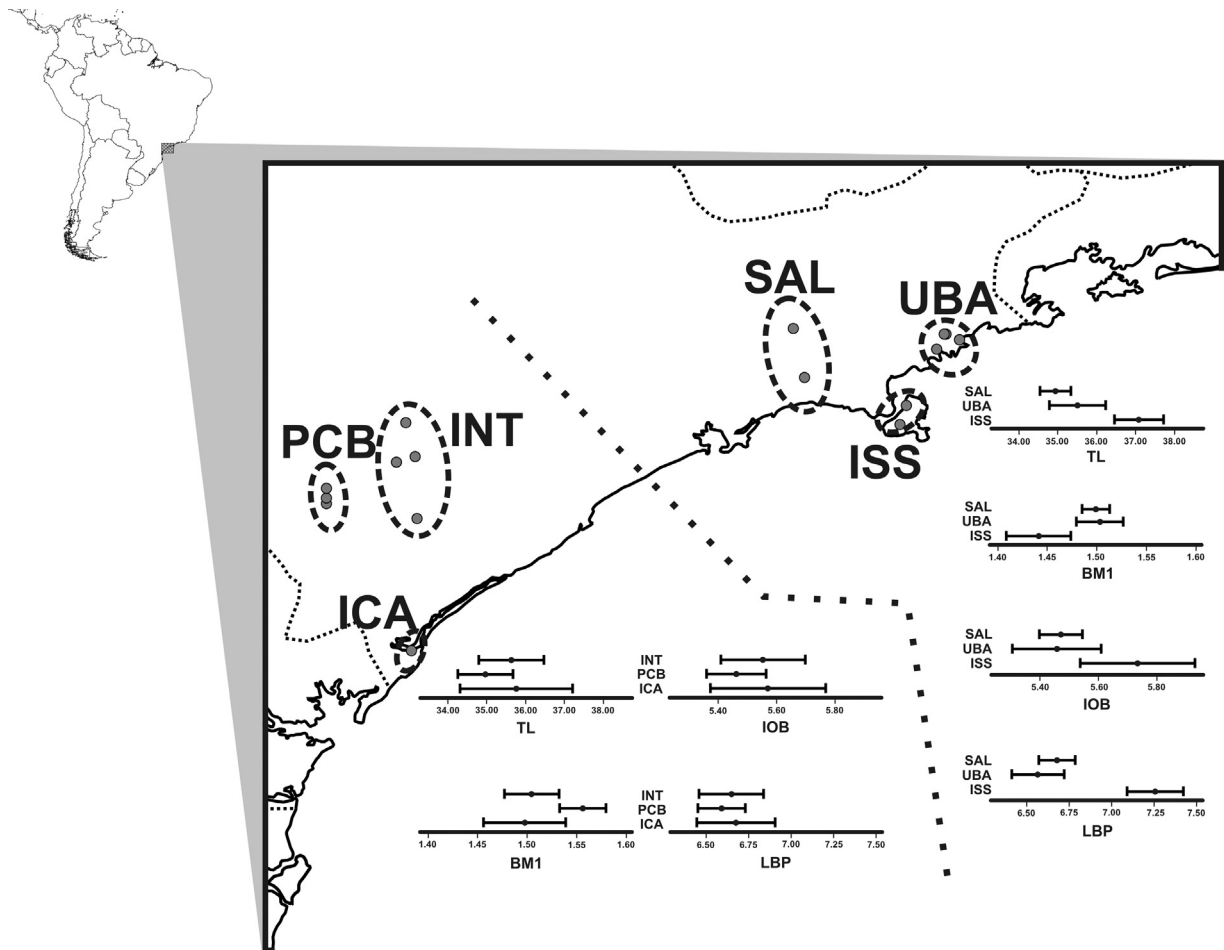 SAL
UBA
INT
PCB
ISS
ICA
SAL
UBA
ISS
34.00 35.00 36.00 37.00 38.00
TL
SAL
UBA
ISS
1.40 1.45 1.50 1.55 1.60
BM1
SAL
UBA
ISS
5.40 5.60 5.80
IOB
SAL
UBA
ISS
6.50 6.75 7.00 7.25 7.50
LBP
34.00 35.00 36.00 37.00 38.00
TL
INT
PCB
ICA
5.40 5.60 5.80
IOB
1.40 1.45 1.50 1.55 1.60
BM1
INT
PCB
ICA
6.50 6.75 7.00 7.25 7.50
LBP